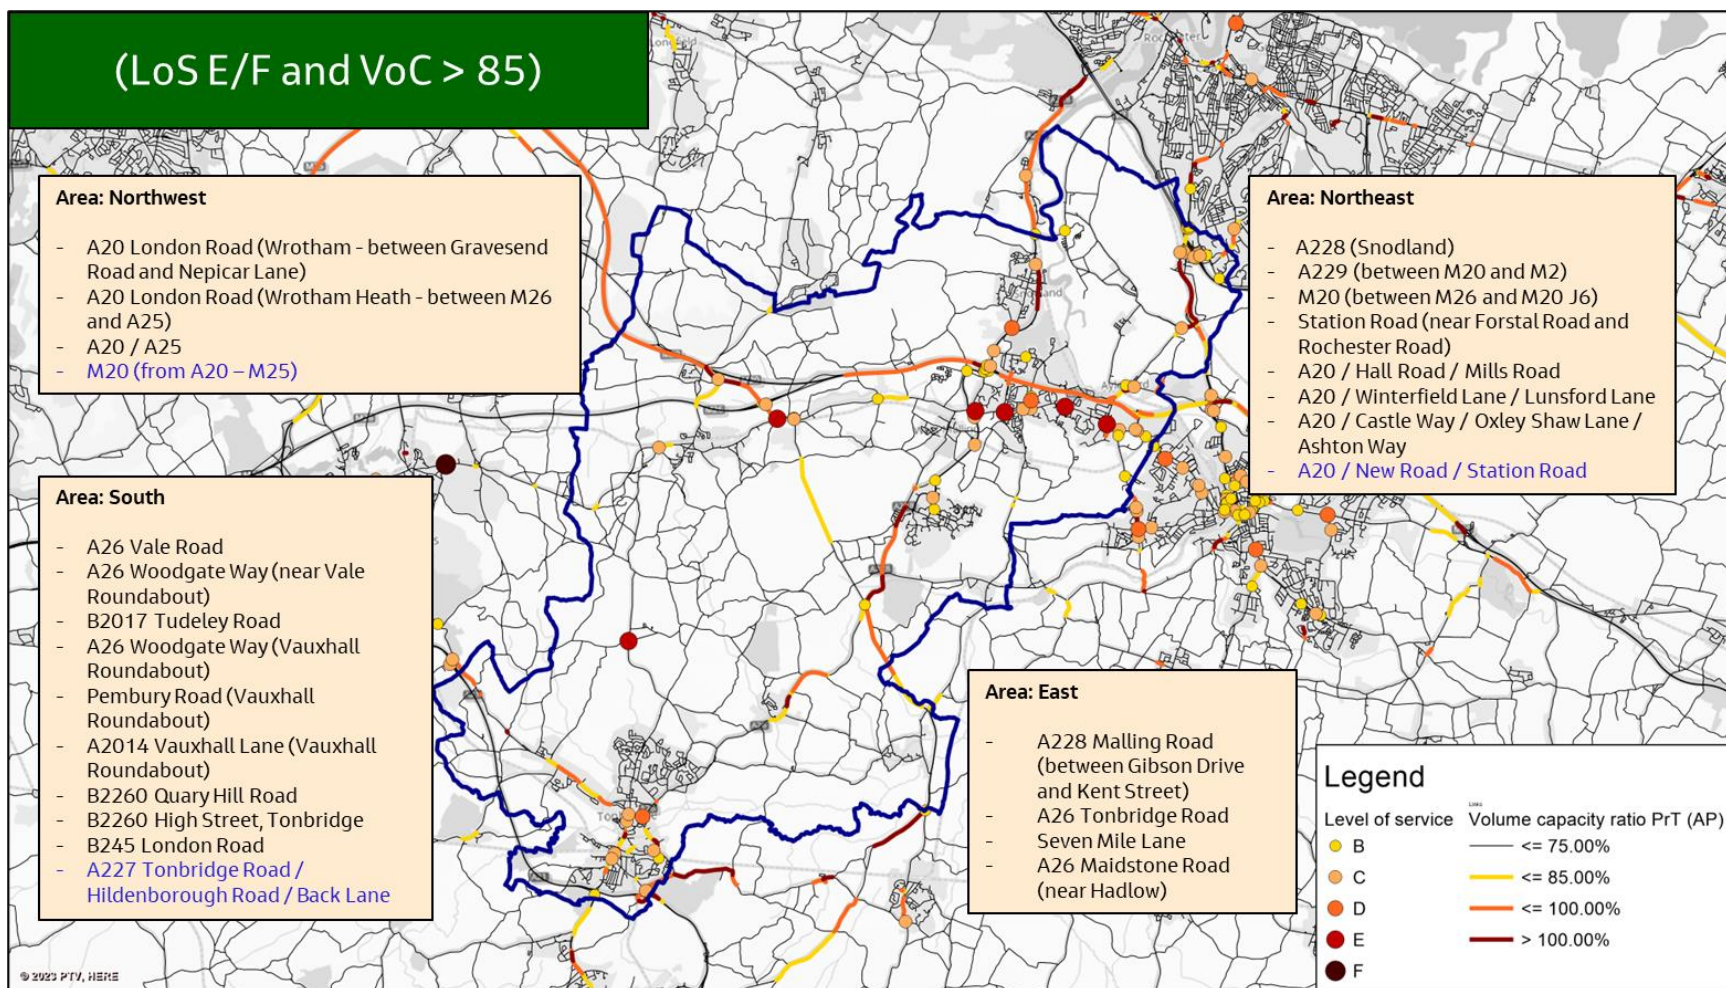 (LoS E/F and VoC > 85)
Area: Northwest
- A20 London Road (Wrotham - between Gravesend
Road and Nepicar Lane)
- A20 London Road (Wrotham Heath - between M26
and A25)
- A20 / A25
- M20 (from A20 – M25)
Area: Northeast
- A228 (Snodland)
- A229 (between M20 and M2)
- M20 (between M26 and M20 J6)
- Station Road (near Forstal Road and
Rochester Road)
- A20 / Hall Road / Mills Road
- A20 / Winterfield Lane / Lunsford Lane
- A20 / Castle Way / Oxley Shaw Lane /
Ashton Way
- A20 / New Road / Station Road
Area: South
- A26 Vale Road
- A26 Woodgate Way (near Vale
Roundabout)
- B2017 Tudeley Road
- A26 Woodgate Way (Vauxhall
Roundabout)
- Pembury Road (Vauxhall
Roundabout)
- A2014 Vauxhall Lane (Vauxhall
Roundabout)
- B2260 Quary Hill Road
- B2260 High Street, Tonbridge
- B245 London Road
- A227 Tonbridge Road /
Hildenborough Road / Back Lane
Area: East
- A228 Malling Road
(between Gibson Drive
and Kent Street)
- A26 Tonbridge Road
- Seven Mile Lane
- A26 Maidstone Road
(near Hadlow)
Legend
Level of service
B
C
D
E
F
Links
Volume capacity ratio PrT (AP)
<= 75.00%
<= 85.00%
<= 100.00%
> 100.00%
Longfield
Rochester
© 2023 PTV, HERE